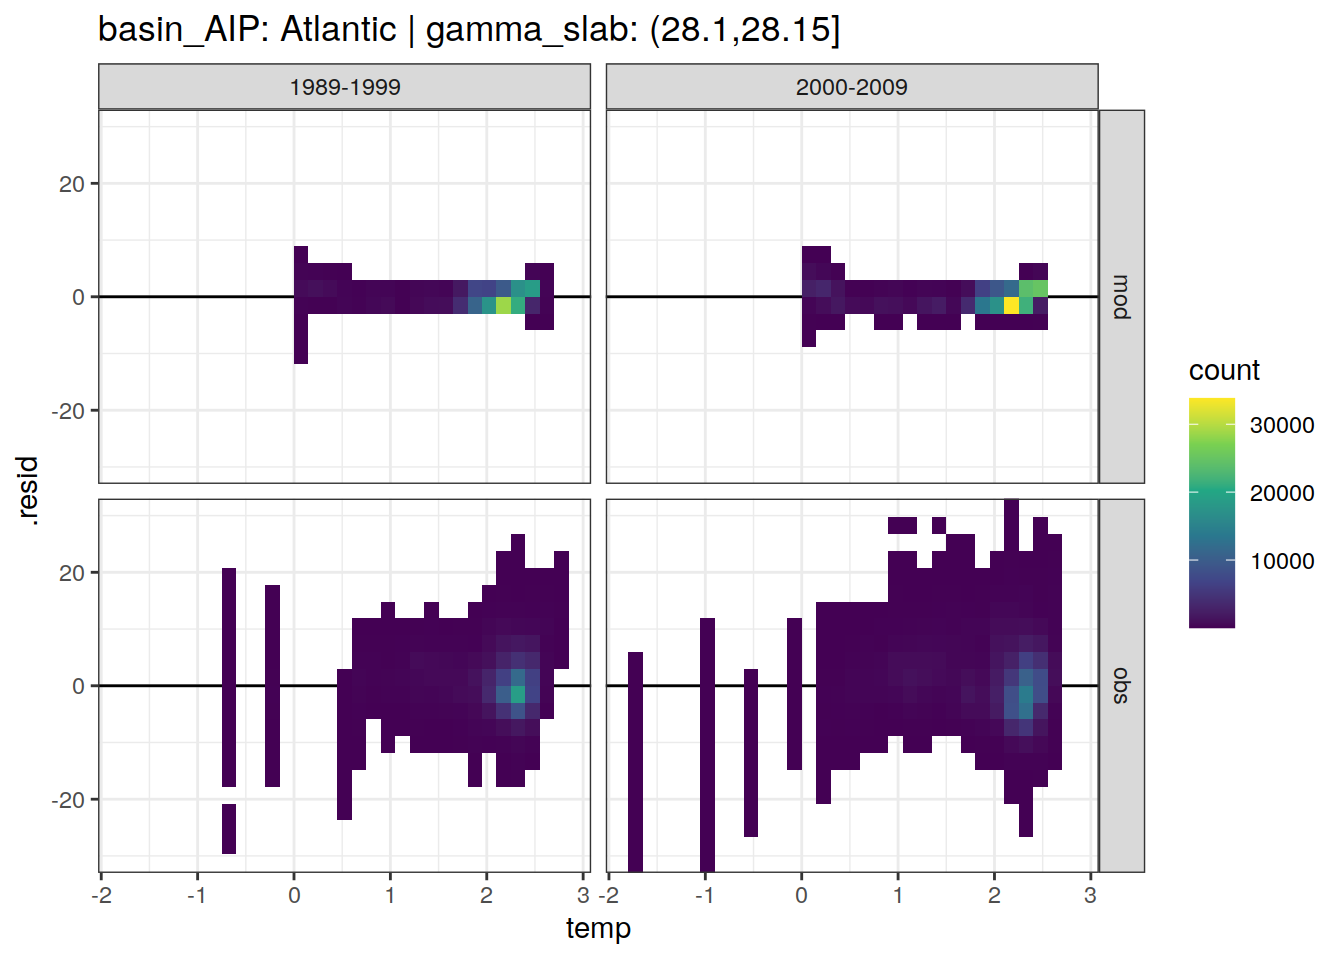 basin_AIP: Atlantic | gamma_slab: (28.1,28.15]
1989-1999
2000-2009
20
0
-20
mod
20
0
-20
obs
.resid
-2 -1 0 1 2 3
-2 -1 0 1 2 3
temp
count
30000
20000
10000